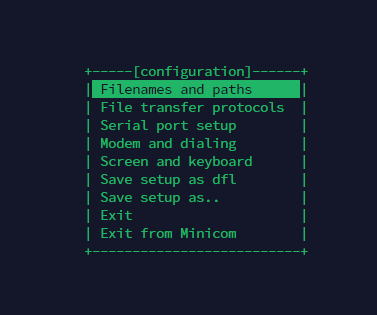 +-----[configuration]------+
| Filenames and paths      |
| File transfer protocols  |
| Serial port setup        |
| Modem and dialing        |
| Screen and keyboard      |
| Save setup as dfl        |
| Save setup as..          |
| Exit                     |
| Exit from Minicom        |
+--------------------------+